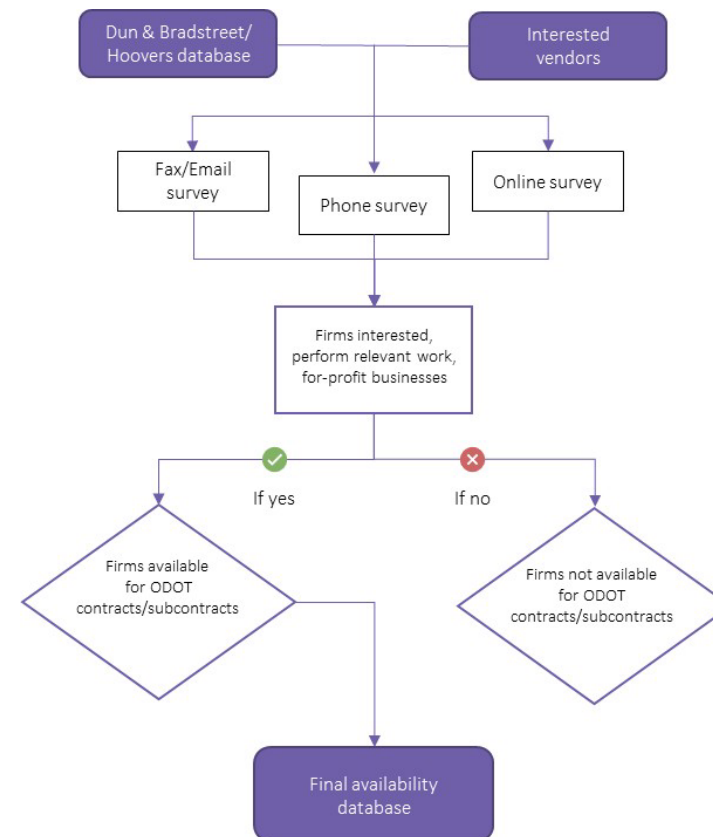 Dun & Bradstreet/
Hoovers database
Interested
vendors
Fax/Email
survey
Phone survey
Online survey
Firms interested,
perform relevant work,
for-profit businesses
If yes
If no
Firms available
for ODOT
contracts/subcontracts
Firms not available
for ODOT
contracts/subcontracts
Final availability
database